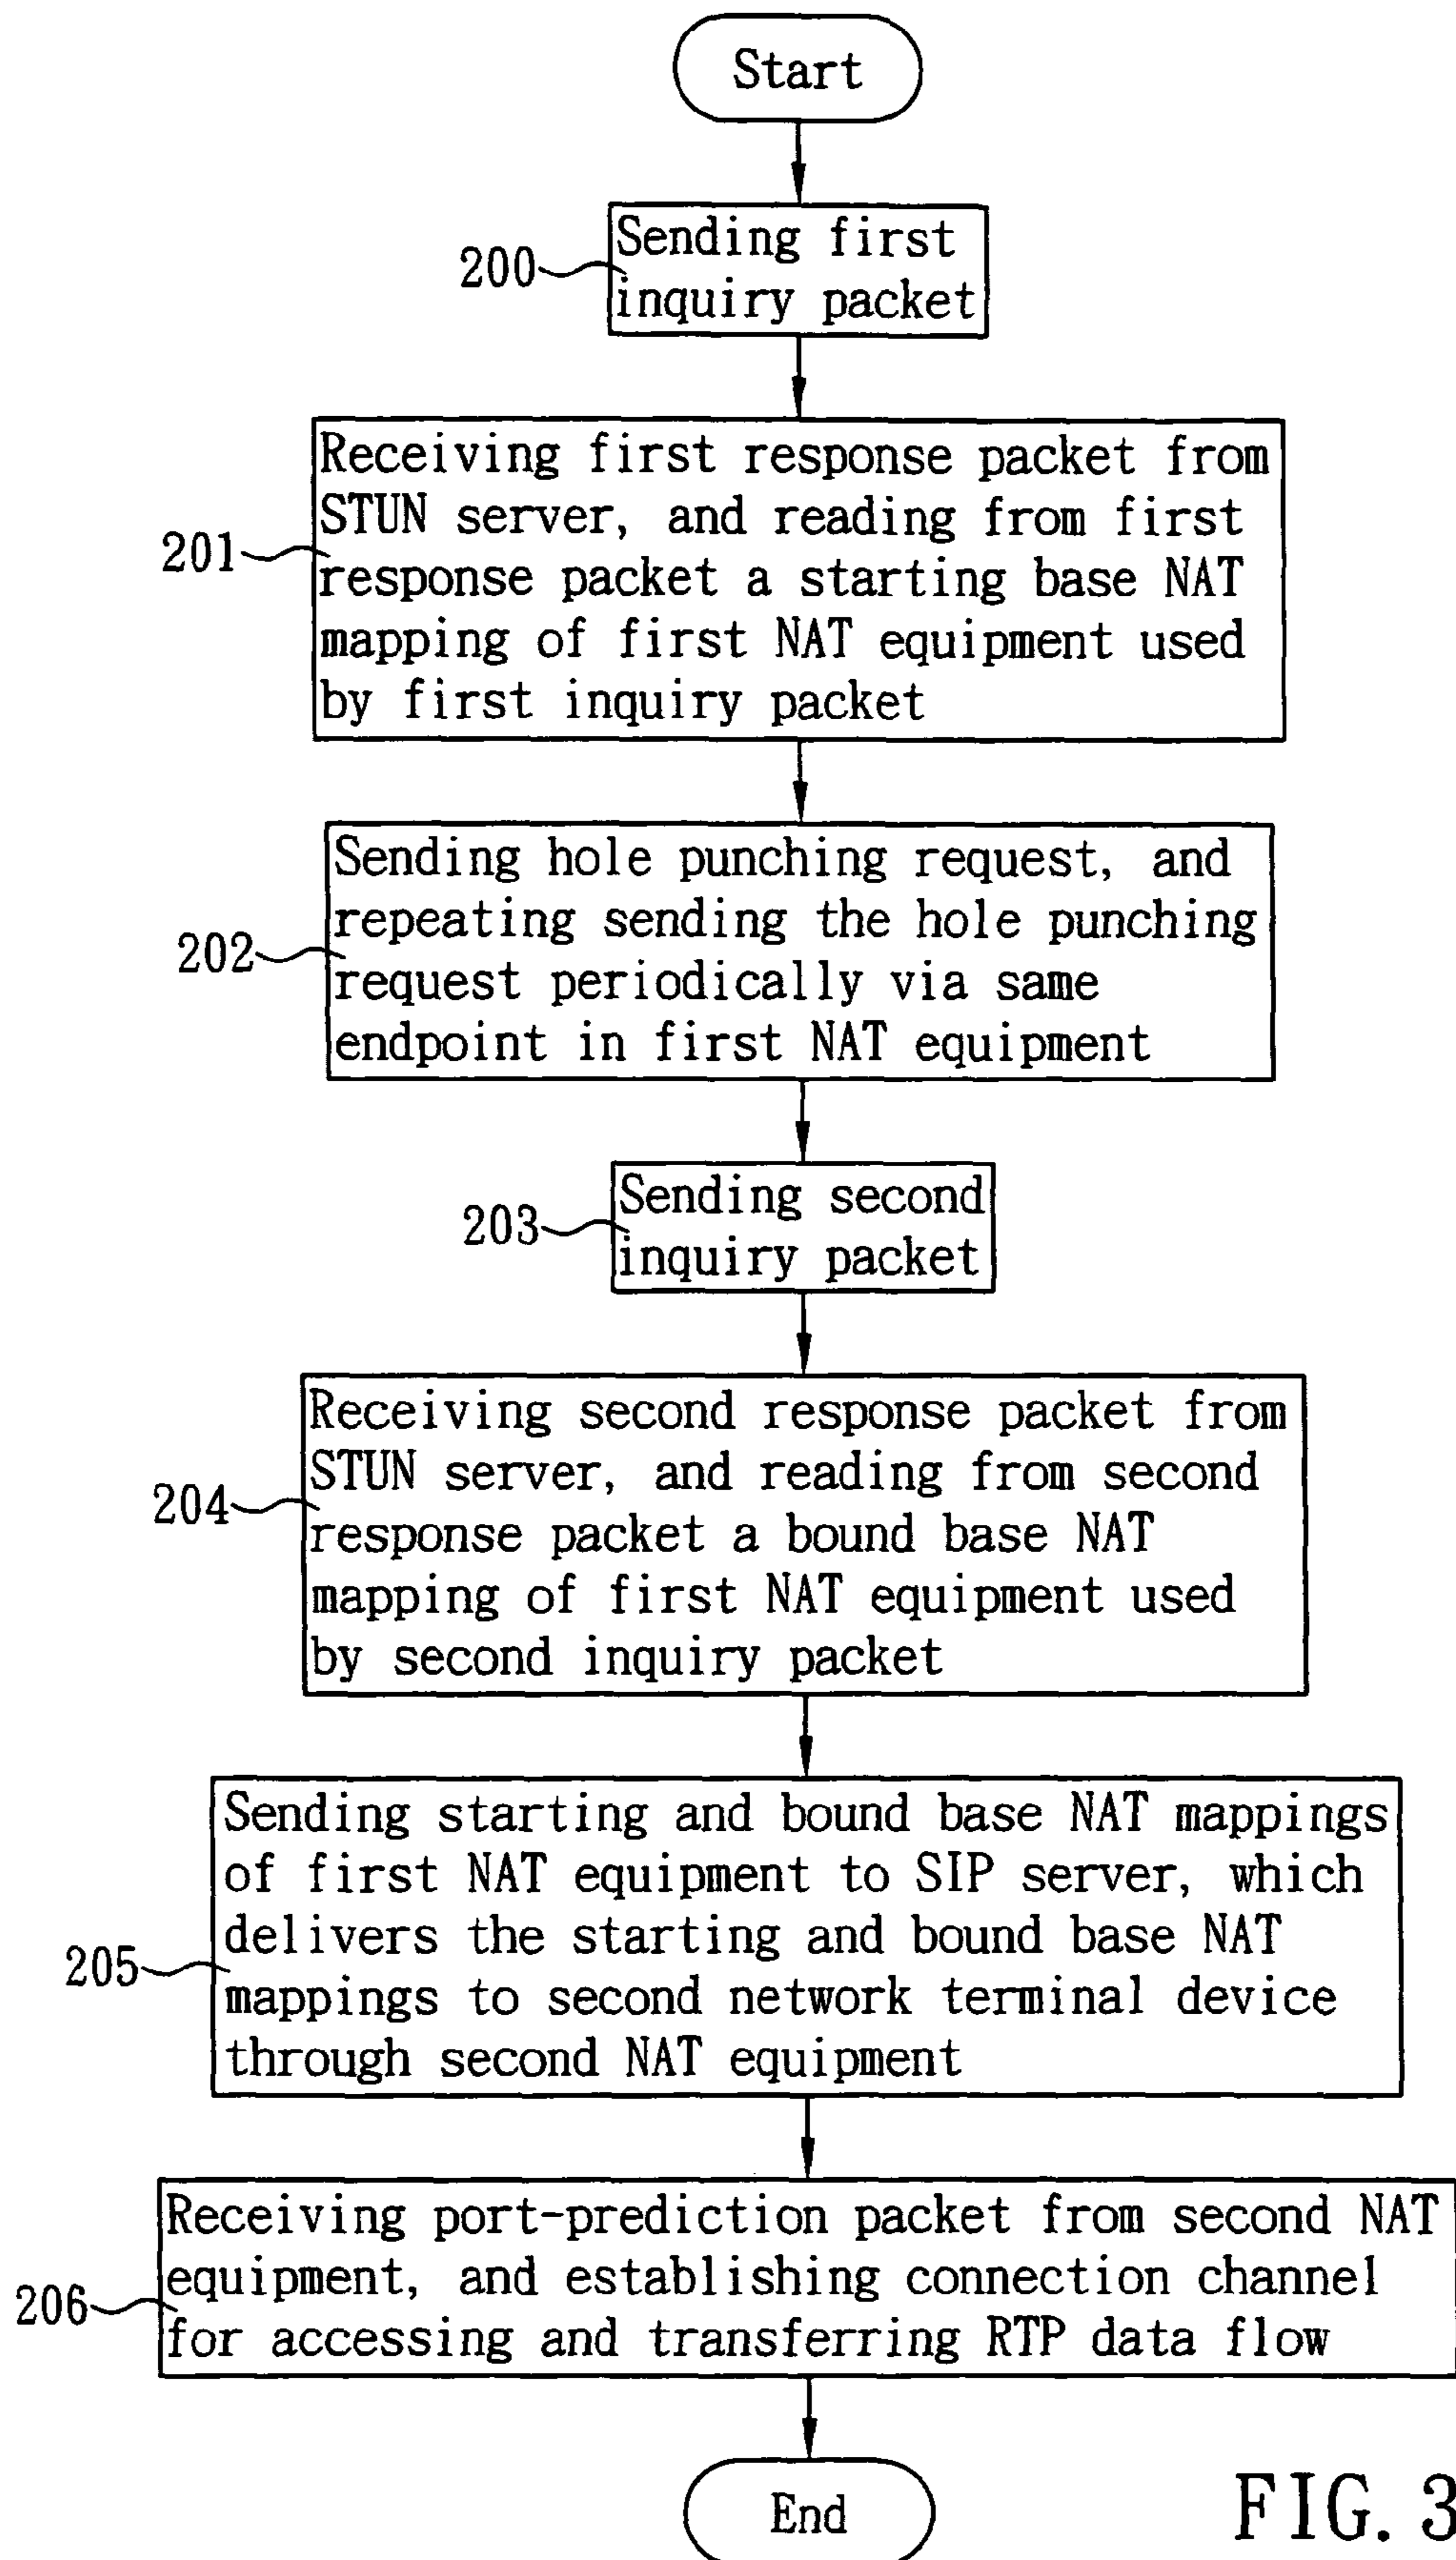 Start
200
Sending first
inquiry packet
201
Receiving first response packet from
STUN server, and reading from first
response packet a starting base NAT
mapping of first NAT equipment used
by first inquiry packet
202
Sending hole punching request, and
repeating sending the hole punching
request periodically via same
endpoint in first NAT equipment
203
Sending second
inquiry packet
204
Receiving second response packet from
STUN server, and reading from second
response packet a bound base NAT
mapping of first NAT equipment used
by second inquiry packet
205
Sending starting and bound base NAT mappings
of first NAT equipment to SIP server, which
delivers the starting and bound base NAT
mappings to second network terminal device
through second NAT equipment
206
Receiving port-prediction packet from second NAT
equipment, and establishing connection channel
for accessing and transferring RTP data flow
End
FIG. 3